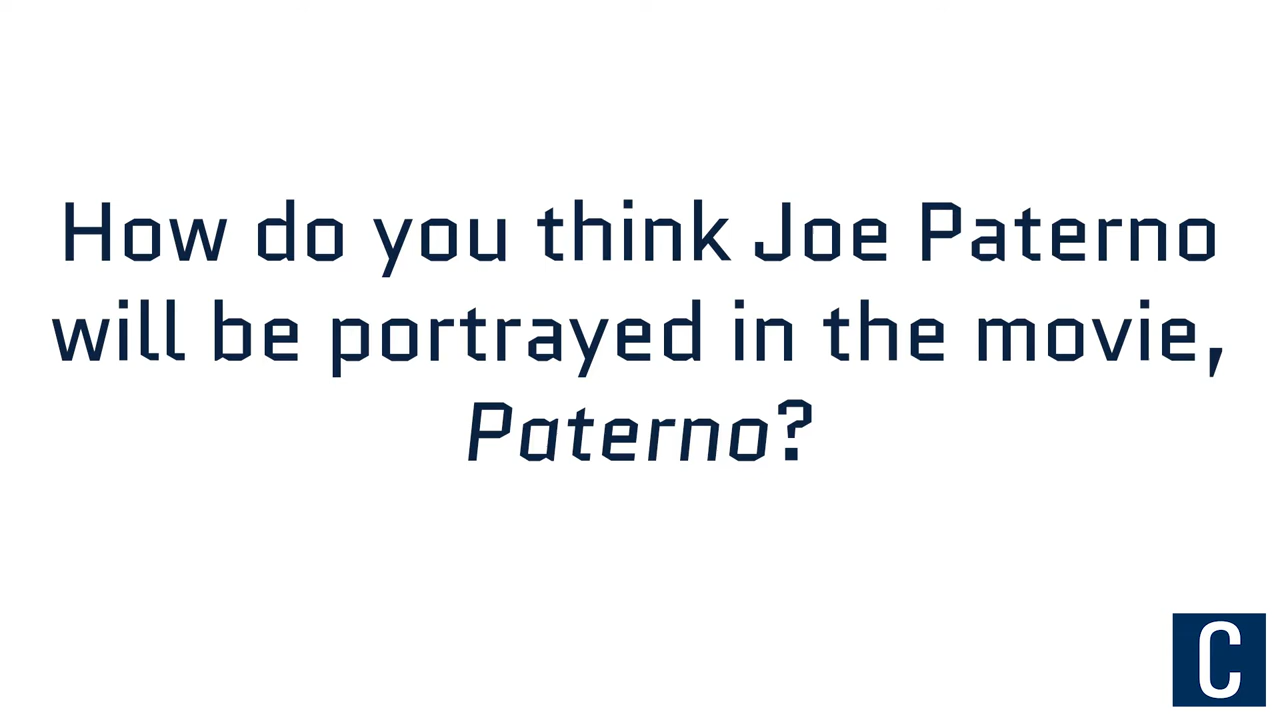 How do you think Joe Paterno
will be portrayed in the movie,
Paterno?
C